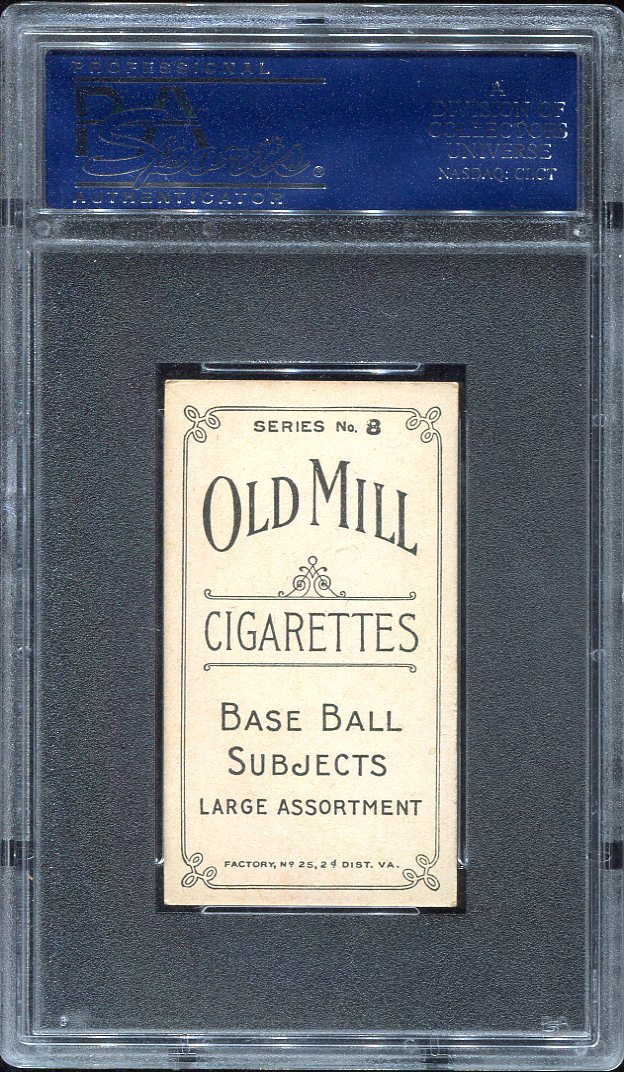 PROFESSIONAL
PSA
Sports®
AUTHENTICATOR
A
DIVISION OF
COLLECTORS
UNIVERSE
NASDAQ: CLCT
SERIES No. 8
OLD MILL
CIGARETTES
BASE BALL
SUBJECTS
LARGE ASSORTMENT
FACTORY, Nº 25, 2d DIST. VA.